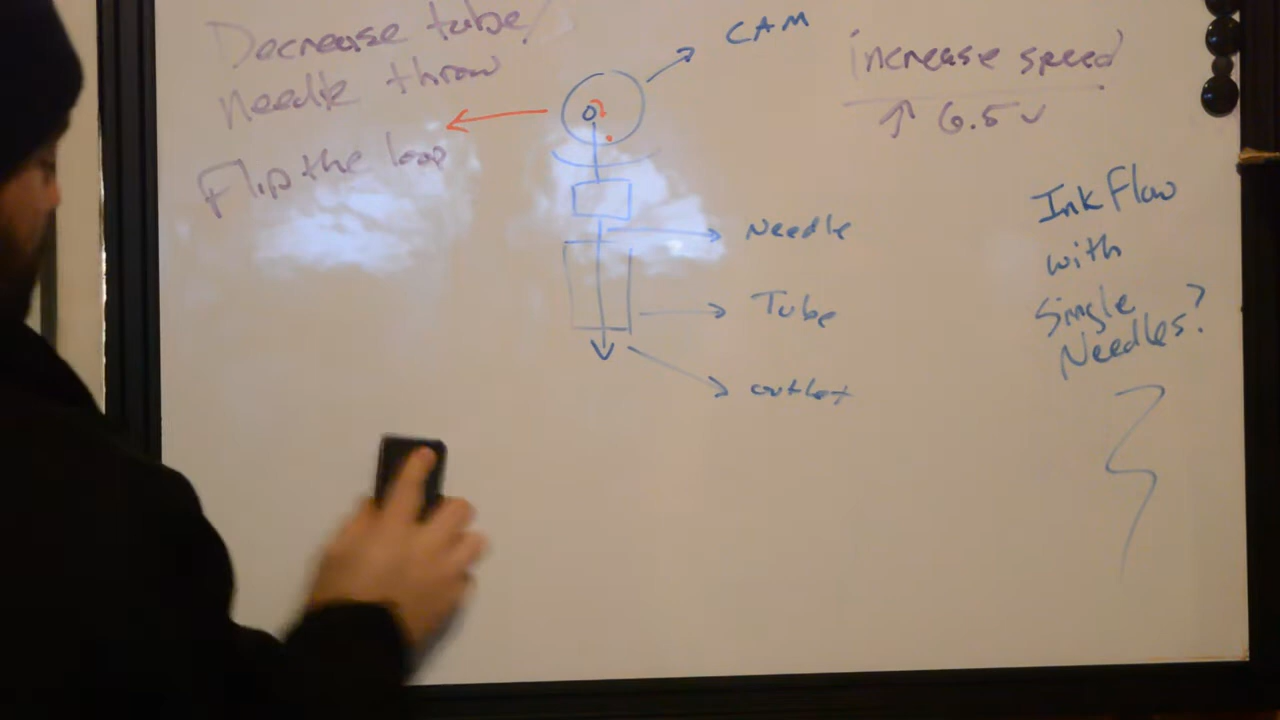 Decrease tube/
Needle throw
Flip the loop
CAM
increase speed
↑ 6.5v
Needle
Tube
outlet
Ink Flow
with
Single
Needles?